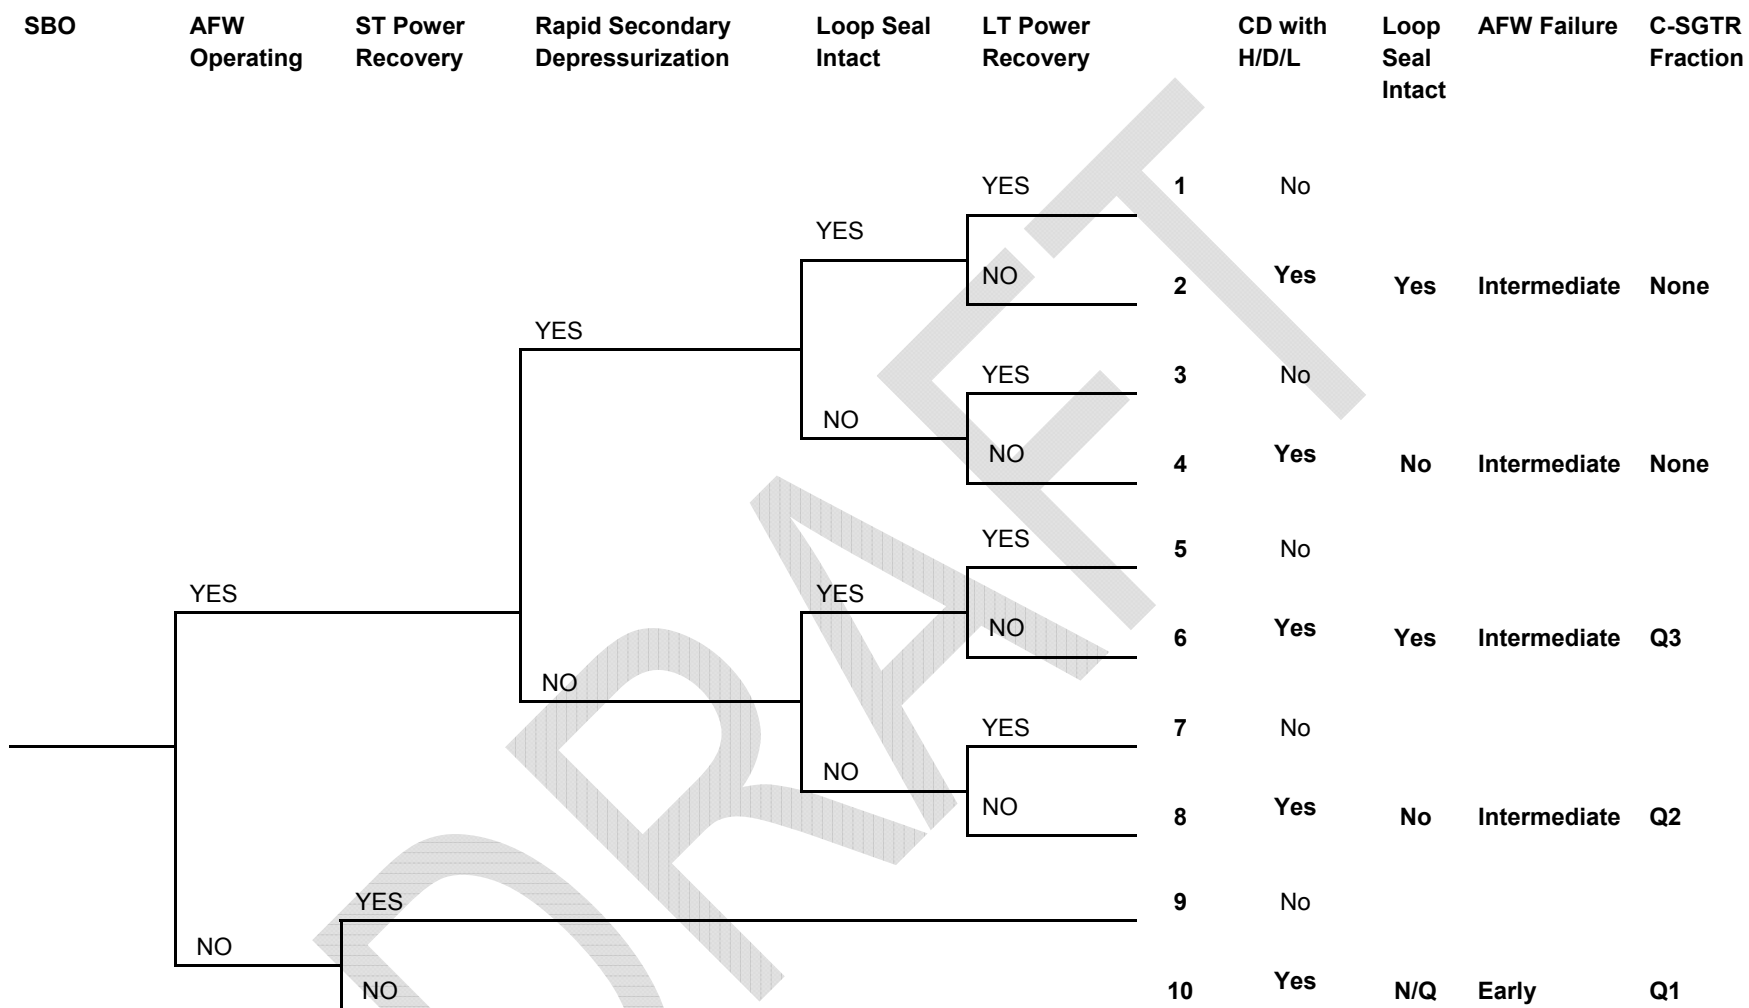 SBO AFW ST Power Rapid Secondary Loop Seal LT Power CD with Loop AFW Failure C-SGTR
Operating Recovery Depressurization Intact Recovery H/D/L Seal Fraction
Intact
YES 1 No
YES
NO 2 Yes Yes Intermediate None
YES
YES 3 No
NO
NO 4 Yes No Intermediate None
YES 5 No
YES YES
NO 6 Yes Yes Intermediate Q3
NO
YES 7 No
NO
NO 8 Yes No Intermediate Q2
YES 9 No
NO
NO 10 Yes N/Q Early Q1
DRAFT